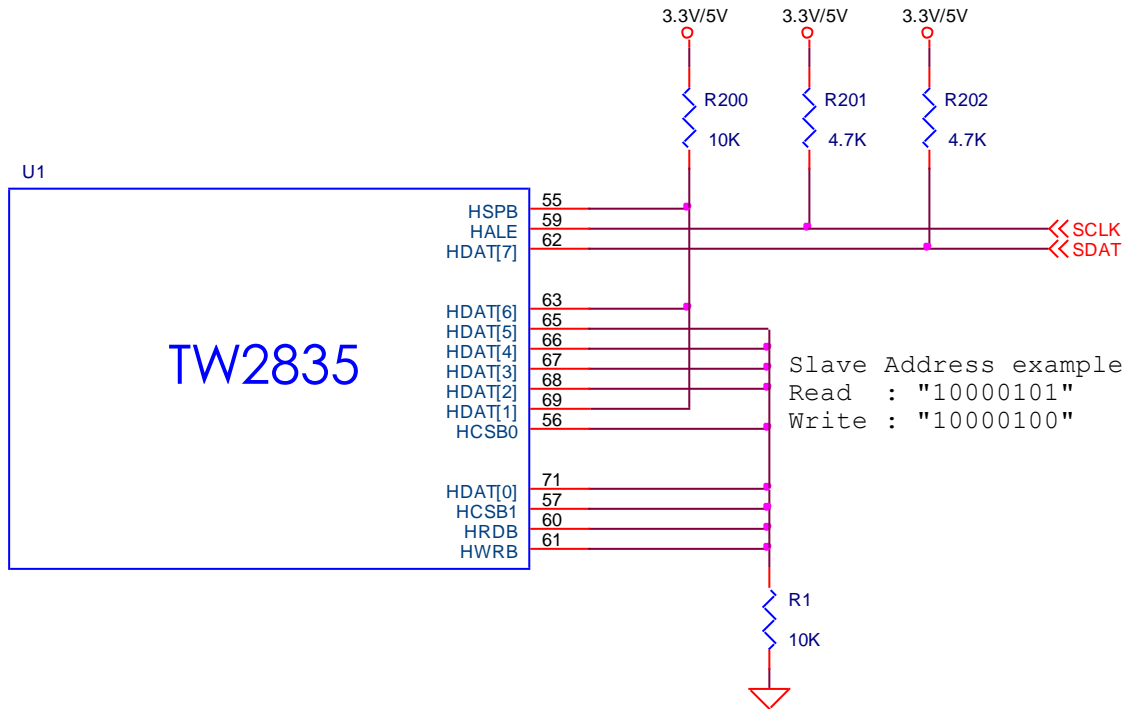 3.3V/5V 3.3V/5V 3.3V/5V
R200 R201 R202
10K 4.7K 4.7K
U1
HSPB 55
HALE 59 SCLK
HDAT[7] 62 SDAT
HDAT[6] 63
HDAT[5] 65
HDAT[4] 66
HDAT[3] 67
HDAT[2] 68
HDAT[1] 69
HCSB0 56
TW2835
Slave Address example
Read : "10000101"
Write : "10000100"
HDAT[0] 71
HCSB1 57
HRDB 60
HWRB 61
R1
10K